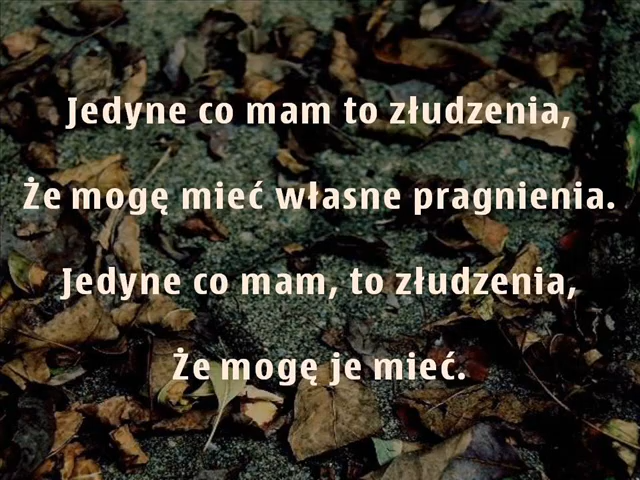 Jedyne co mam to złudzenia,
Że mogę mieć własne pragnienia.
Jedyne co mam, to złudzenia,
Że mogę je mieć.